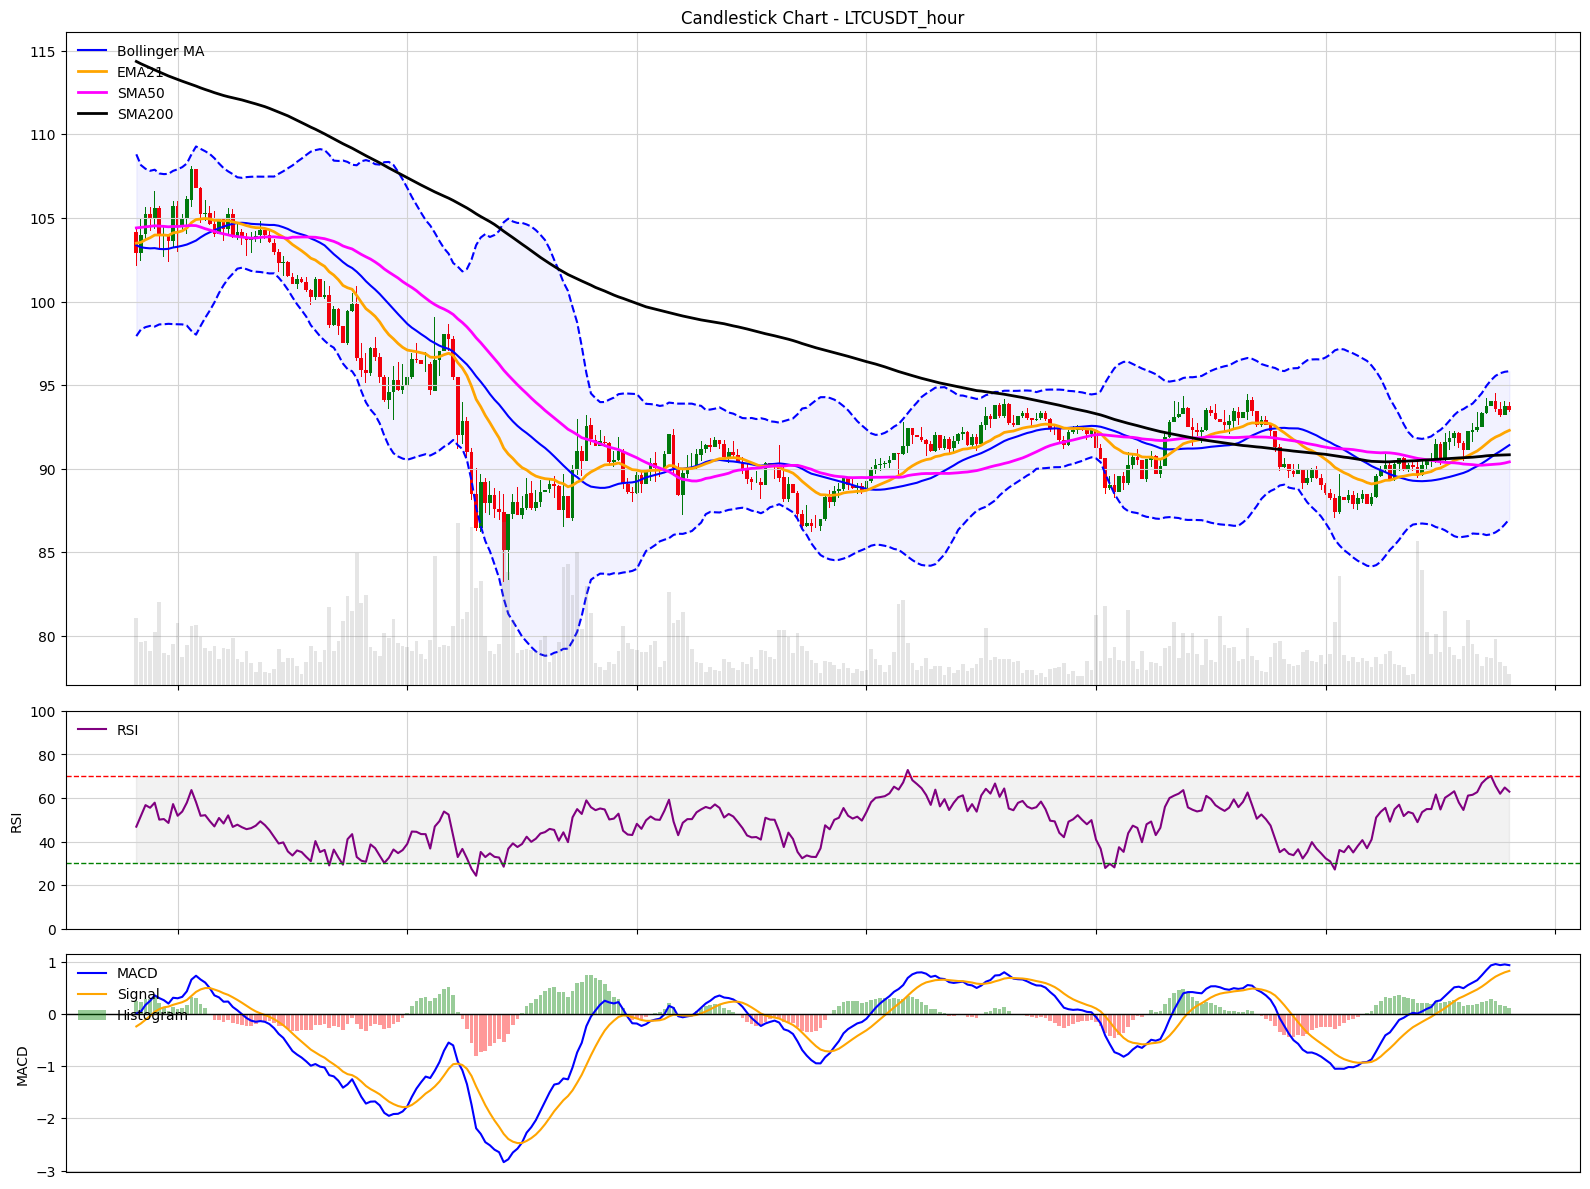 Candlestick Chart - LTCUSDT_hour
Bollinger MA
EMA21
SMA50
SMA200
115
110
105
100
95
90
85
80
RSI
100
80
60
40
20
0
RSI
MACD
Signal
Histogram
1
0
−1
−2
−3
MACD